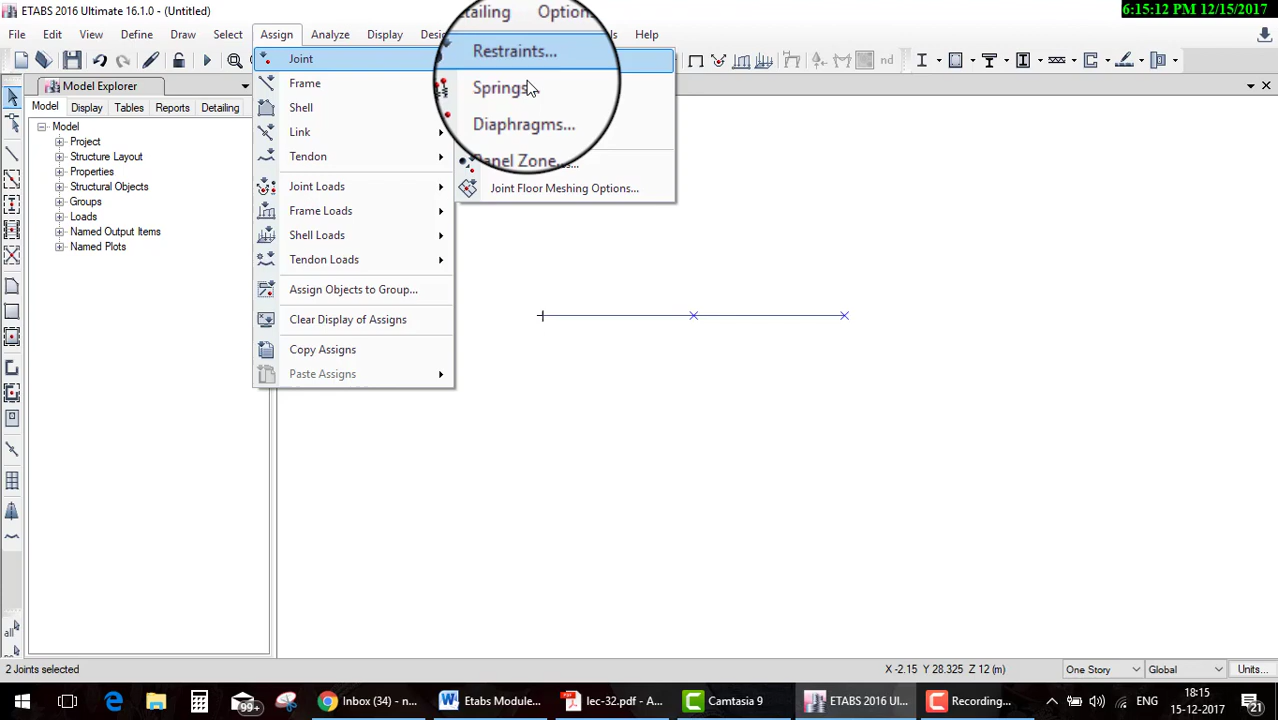 ETABS 2016 Ultimate 16.1.0 - (Untitled)
6:15:12 PM 12/15/2017
File Edit View Define Draw Select Assign Analyze Display Help
Option
Model Explorer
Model Display Tables Reports Detailing
Model
Project
Structure Layout
Properties
Structural Objects
Groups
Loads
Named Output Items
Named Plots
Joint
Frame
Shell
Link
Tendon
Joint Loads
Frame Loads
Shell Loads
Tendon Loads
Assign Objects to Group...
Clear Display of Assigns
Copy Assigns
Paste Assigns
Restraints...
Springs
Diaphragms...
Panel Zone...
Joint Floor Meshing Options...
nd
all
2 Joints selected
X -2.15 Y 28.325 Z 12 (m)
One Story
Global
Units...
99+
Inbox (34) - n...
Etabs Module...
lec-32.pdf - A...
Camtasia 9
ETABS 2016 Ul...
Recording...
ENG
18:15
15-12-2017
21